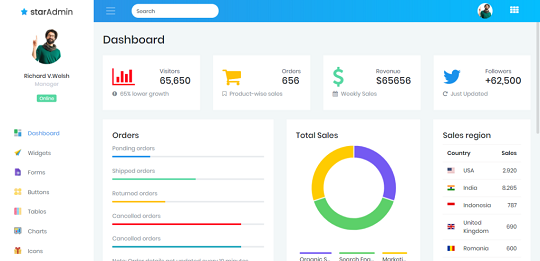 starAdmin
Search
Richard V.Welsh
Manager
Online
Dashboard
Widgets
Forms
Buttons
Tables
Charts
Icons
Dashboard
Visitors
65,650
65% lower growth
Orders
656
Product-wise sales
Revonue
$65656
Weekly Sales
Followers
+62,500
Just Updated
Orders
Pending orders
Shipped orders
Returned orders
Cancelled orders
Cancelled orders
Total Sales
Organic S...
Search Eng...
Marketi...
Sales region
Country Sales
USA 2,920
India 8,265
Indonesia 787
United
Kingdom 690
Romania 600